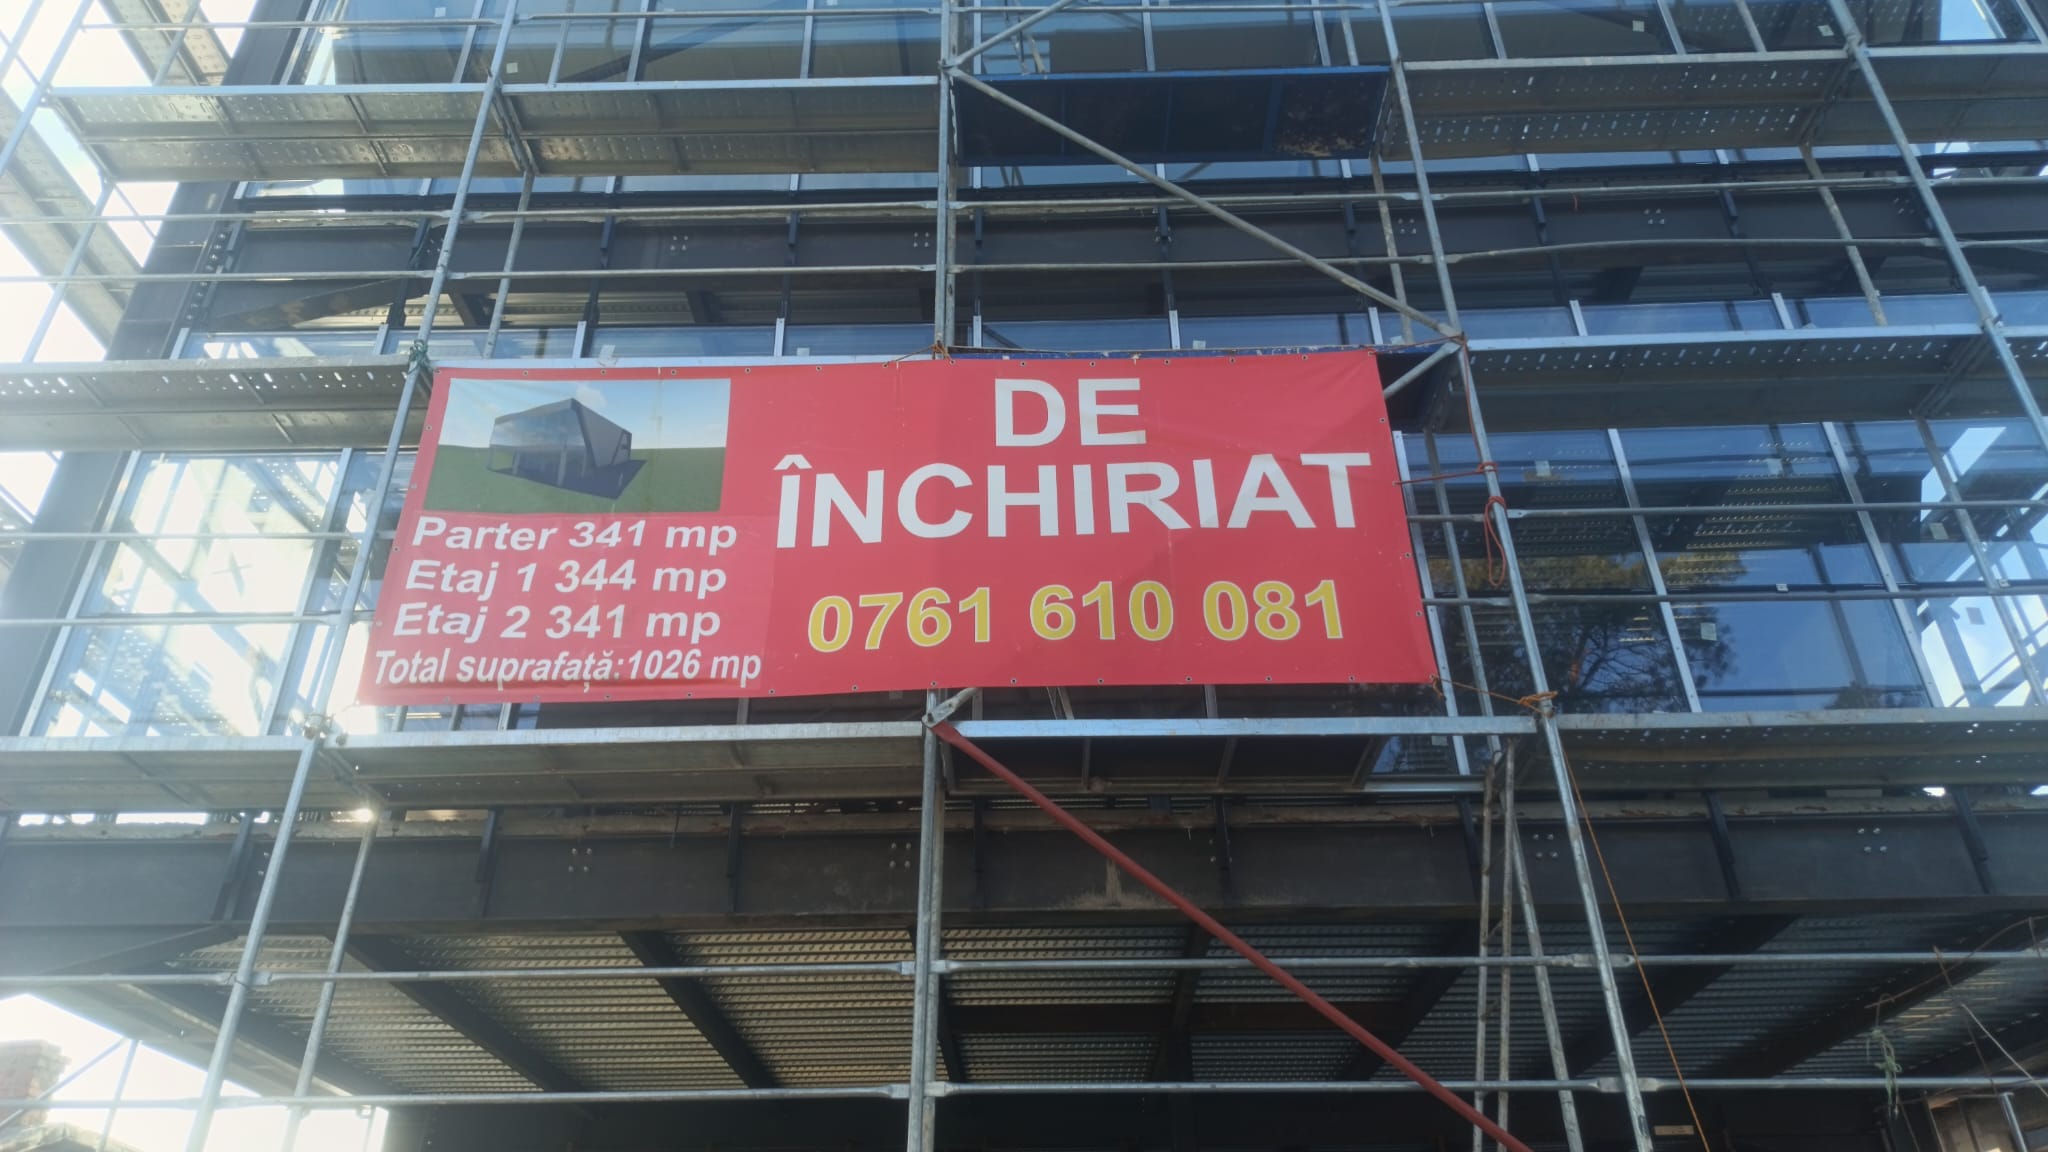 DE
ÎNCHIRIAT
0761 610 081
Parter 341 mp
Etaj 1 344 mp
Etaj 2 341 mp
Total suprafață:1026 mp